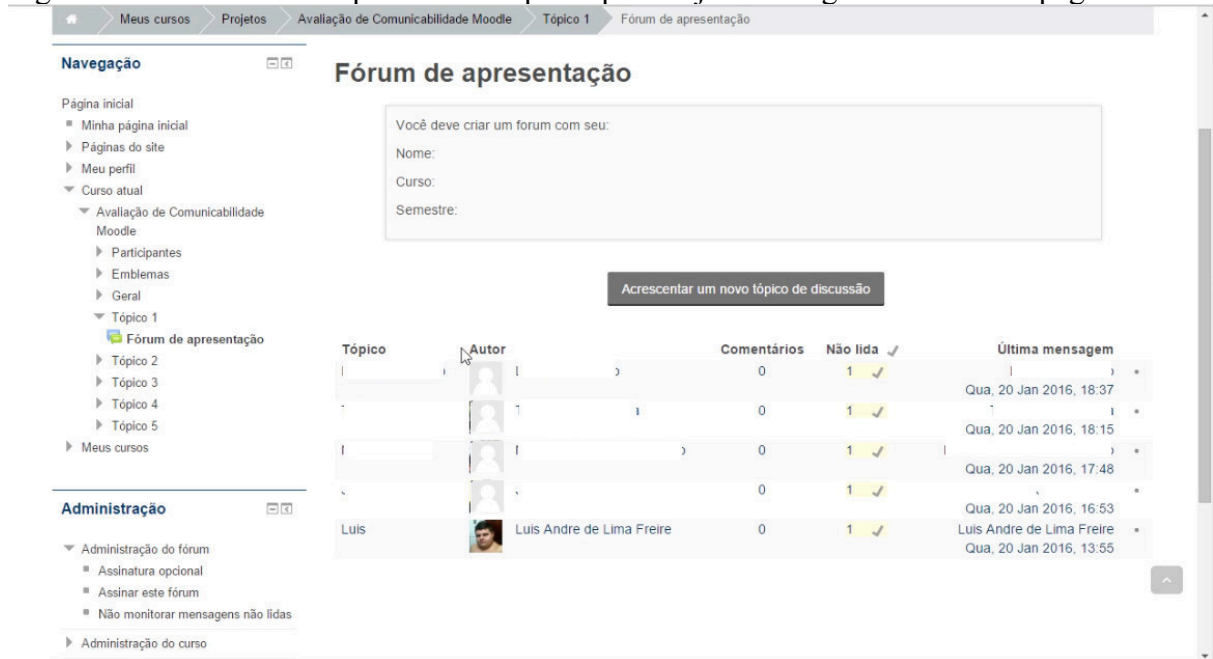 Meus cursos Projetos Avaliação de Comunicabilidade Moodle Tópico 1 Fórum de apresentação
Navegação
Página inicial
Minha página inicial
Páginas do site
Meu perfil
Curso atual
Avaliação de Comunicabilidade
Moodle
Participantes
Emblemas
Geral
Tópico 1
Fórum de apresentação
Tópico 2
Tópico 3
Tópico 4
Tópico 5
Meus cursos
Administração
Administração do fórum
Assinatura opcional
Assinar este fórum
Não monitorar mensagens não lidas
Administração do curso
Fórum de apresentação
Você deve criar um forum com seu:
Nome:
Curso:
Semestre:
Acrescentar um novo tópico de discussão
Tópico Autor Comentários Não lida Última mensagem
0 1
Qua, 20 Jan 2016, 18:37
0 1
Qua, 20 Jan 2016, 18:15
0 1
Qua, 20 Jan 2016, 17:48
0 1
Qua, 20 Jan 2016, 16:53
Luis Luis Andre de Lima Freire 0 1 Luis Andre de Lima Freire
Qua, 20 Jan 2016, 13:55